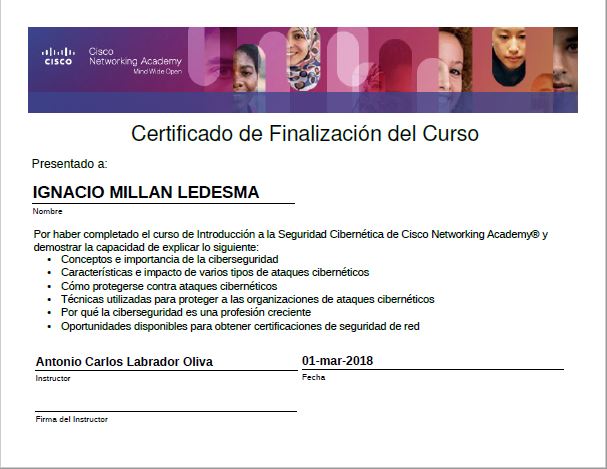 CISCO
Cisco
Networking Academy
Mind Wide Open
Certificado de Finalización del Curso
Presentado a:
IGNACIO MILLAN LEDESMA
Nombre
Por haber completado el curso de Introducción a la Seguridad Cibernética de Cisco Networking Academy® y
demostrar la capacidad de explicar lo siguiente:
• Conceptos e importancia de la ciberseguridad
• Características e impacto de varios tipos de ataques cibernéticos
• Cómo protegerse contra ataques cibernéticos
• Técnicas utilizadas para proteger a las organizaciones de ataques cibernéticos
• Por qué la ciberseguridad es una profesión creciente
• Oportunidades disponibles para obtener certificaciones de seguridad de red
Antonio Carlos Labrador Oliva
01-mar-2018
Instructor
Fecha
Firma del Instructor